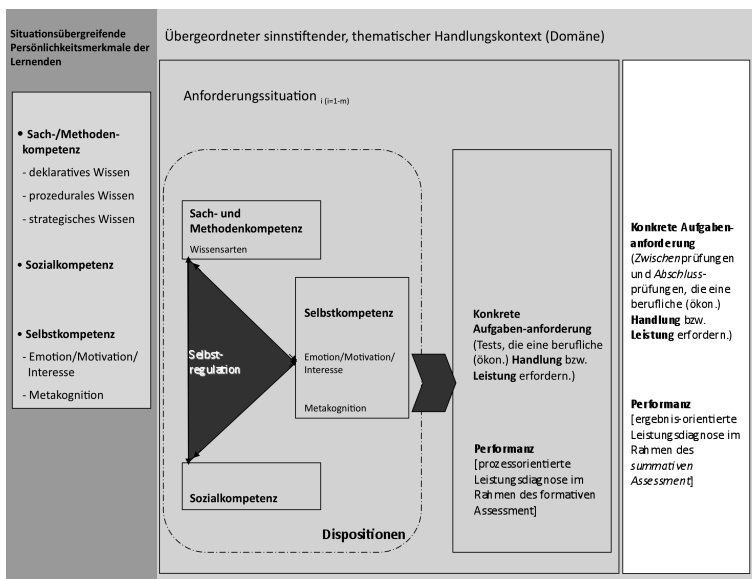 Situationsübergreifende
Persönlichkeitsmerkmale der
Lernenden
• Sach-/Methoden-
kompetenz
- deklaratives Wissen
- prozedurales Wissen
- strategisches Wissen
• Sozialkompetenz
• Selbstkompetenz
- Emotion/Motivation/
Interesse
- Metakognition
Übergeordneter sinnstiftender, thematischer Handlungskontext (Domäne)
Anforderungssituation i (i=1-m)
Sach- und
Methodenkompetenz
Wissensarten
Selbst-
regulation
Selbstkompetenz
Emotion/Motivation/
Interesse
Metakognition
Sozialkompetenz
Dispositionen
Konkrete
Aufgaben-anforderung
(Tests, die eine berufliche
(ökon.) Handlung bzw.
Leistung erfordern.)
Performanz
[prozessorientierte
Leistungsdiagnose im
Rahmen des formativen
Assessment]
Konkrete Aufgaben-
anforderung
(Zwischenprüfungen
und Abschluss-
prüfungen, die eine
berufliche (ökon.)
Handlung bzw.
Leistung erfordern.)
Performanz
[ergebnis-orientierte
Leistungsdiagnose im
Rahmen des
summativen
Assessment]